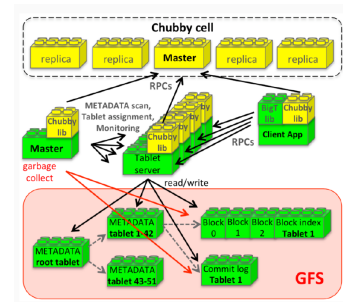 Chubby cell
replica
replica
Master
replica
replica
RPCs
METADATA scan,
Tablet assignment,
Monitoring
Chubby
lib
Master
Chubby
lib
Tablet
server
BigT
lib
Chubby
lib
Client App
RPCs
garbage
collect
read/write
METADATA
root tablet
METADATA
tablet 1-42
METADATA
tablet 43-51
Block
0
Block
1
Block
2
Block index
Tablet 1
Commit log
Tablet 1
GFS